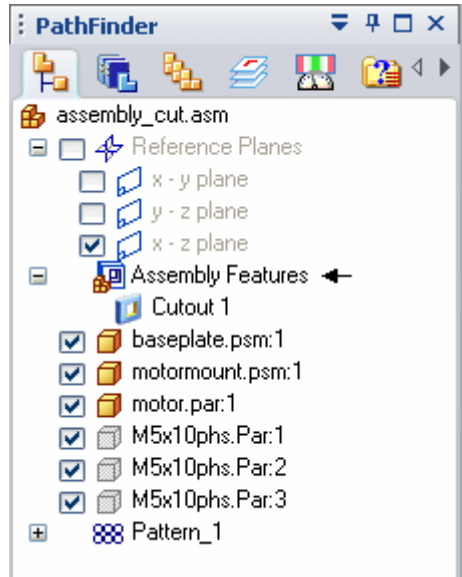 PathFinder
assembly_cut.asm
Reference Planes
x - y plane
y - z plane
x - z plane
Assembly Features
Cutout 1
baseplate.psm:1
motormount.psm:1
motor.par:1
M5x10phs.Par:1
M5x10phs.Par:2
M5x10phs.Par:3
Pattern_1